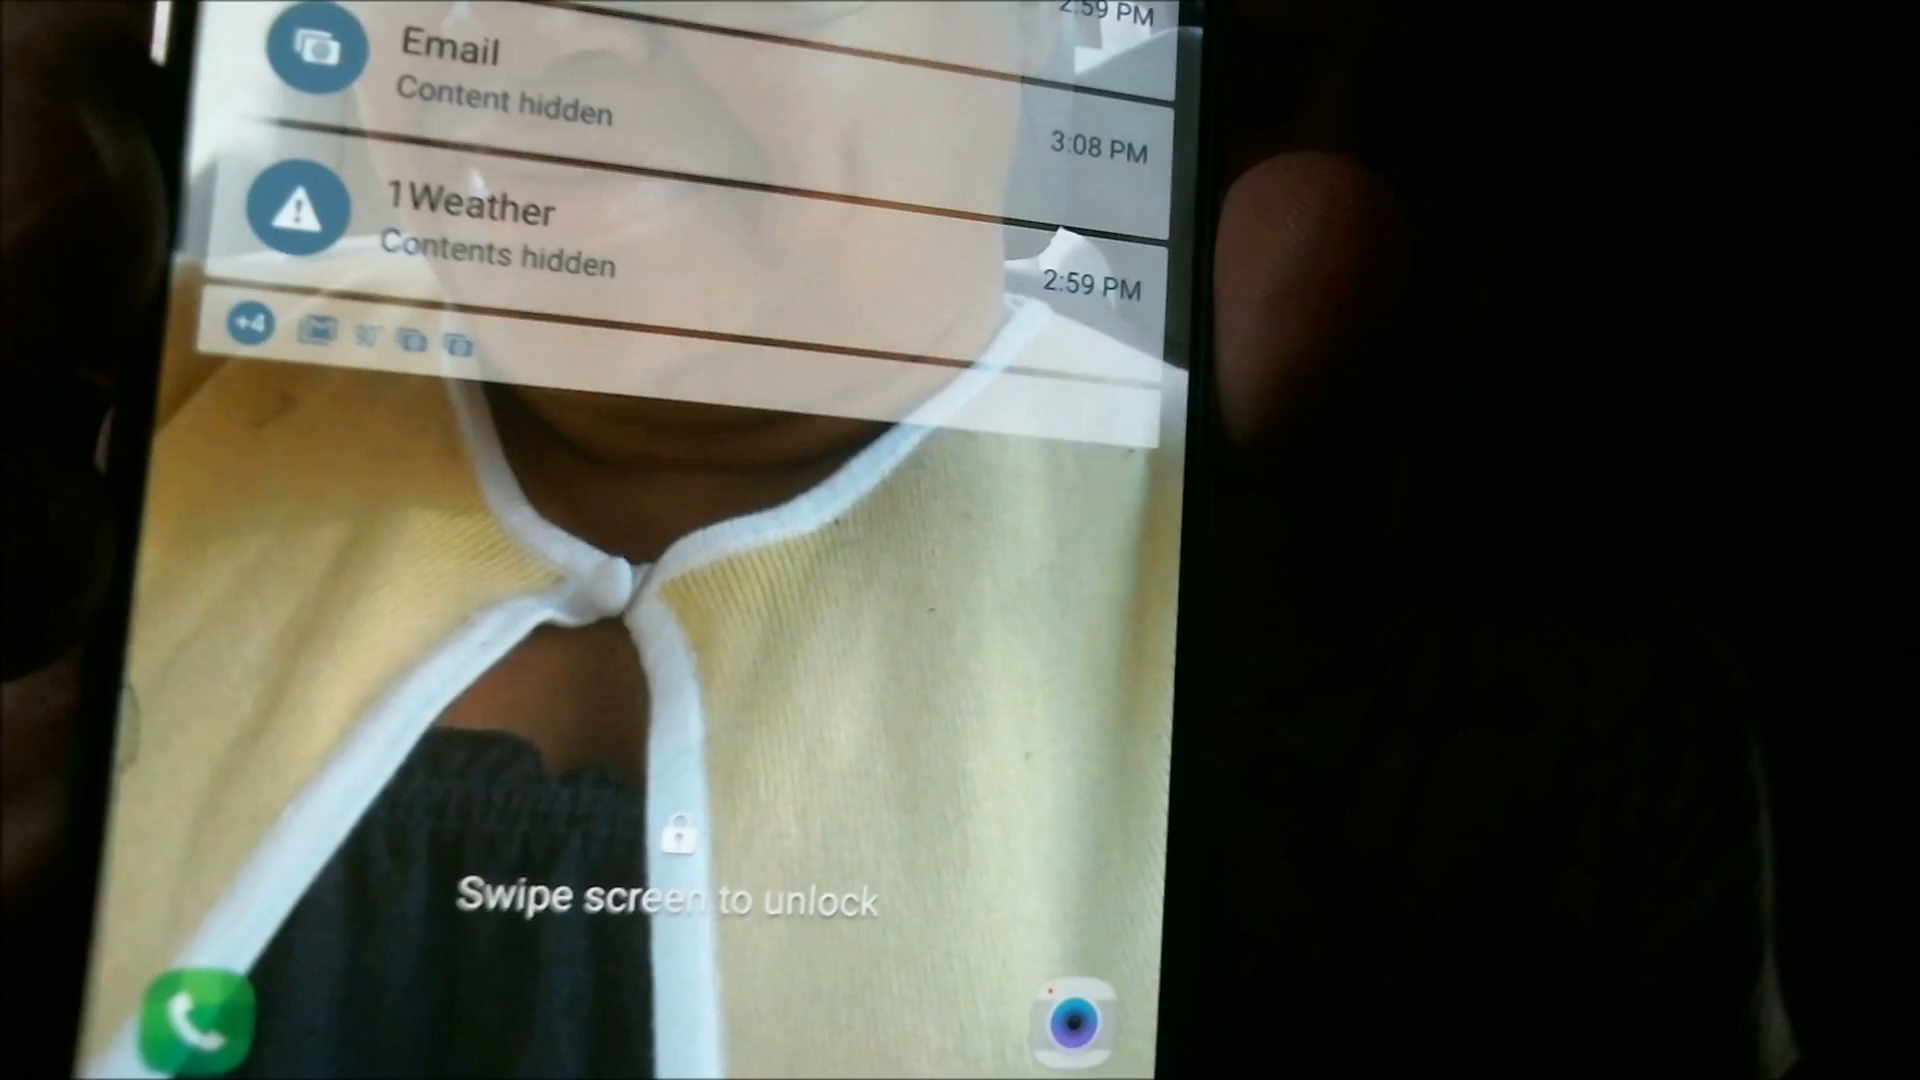 2:59 PM
Email
Content hidden
3:08 PM
1Weather
Contents hidden
2:59 PM
+4
90°
Swipe screen to unlock